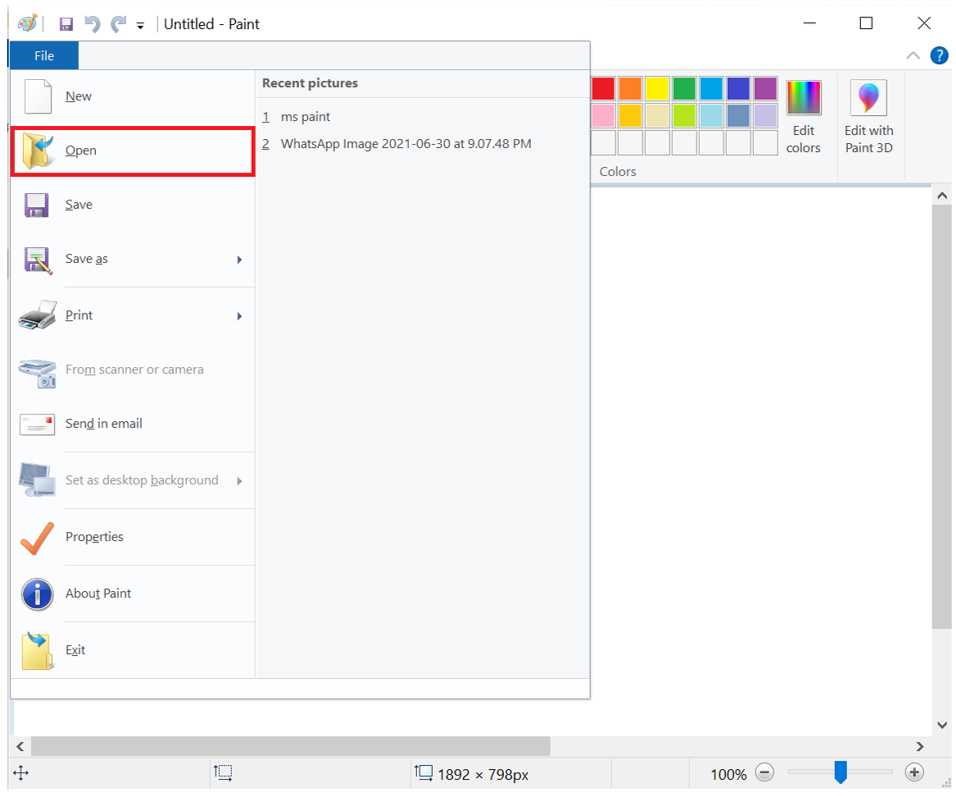 Untitled - Paint
File
New
Open
Save
Save as
Print
From scanner or camera
Send in email
Set as desktop background
Properties
About Paint
Exit
Recent pictures
1 ms paint
2 WhatsApp Image 2021-06-30 at 9.07.48 PM
Edit
colors
Edit with
Paint 3D
Colors
1892 × 798px
100%